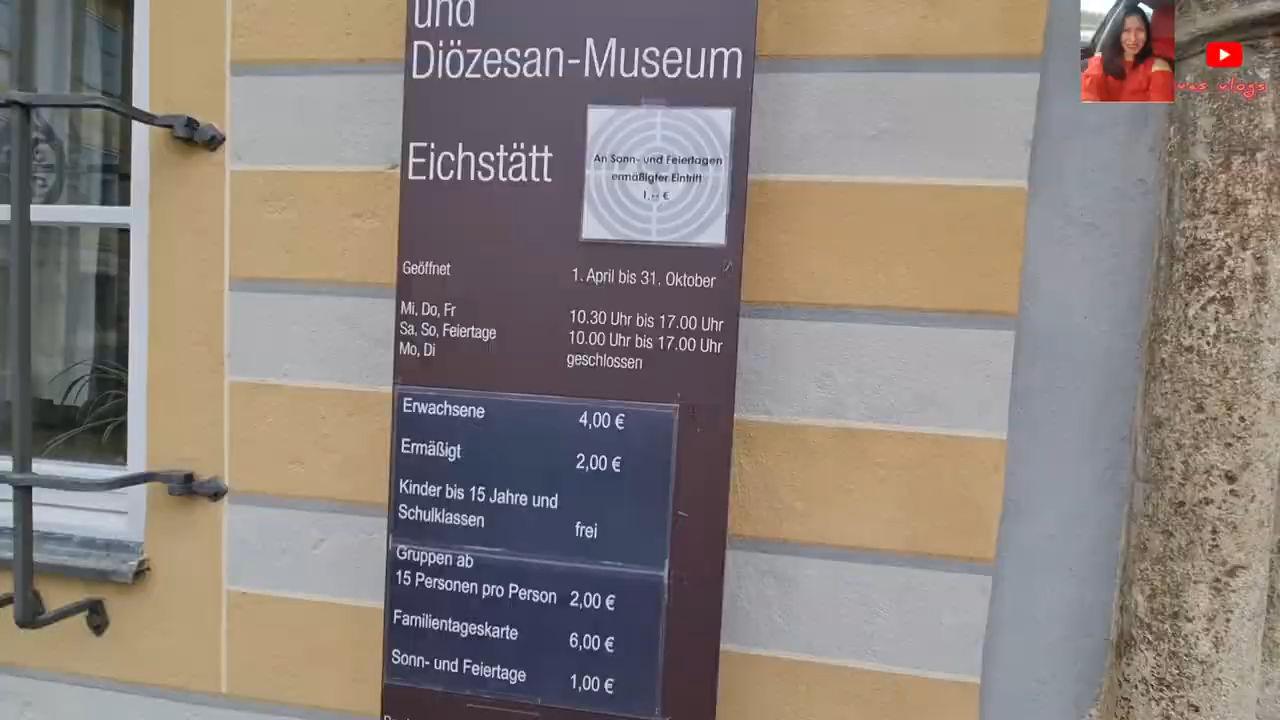 und
Diözesan-Museum
Eichstätt
An Sonn- und Feiertagen
ermäßigter Eintritt
1,-- €
Geöffnet 1. April bis 31. Oktober
Mi, Do, Fr 10.30 Uhr bis 17.00 Uhr
Sa, So, Feiertage 10.00 Uhr bis 17.00 Uhr
Mo, Di geschlossen
Erwachsene 4,00 €
Ermäßigt 2,00 €
Kinder bis 15 Jahre und
Schulklassen frei
Gruppen ab
15 Personen pro Person 2,00 €
Familientageskarte 6,00 €
Sonn- und Feiertage 1,00 €
vlogs